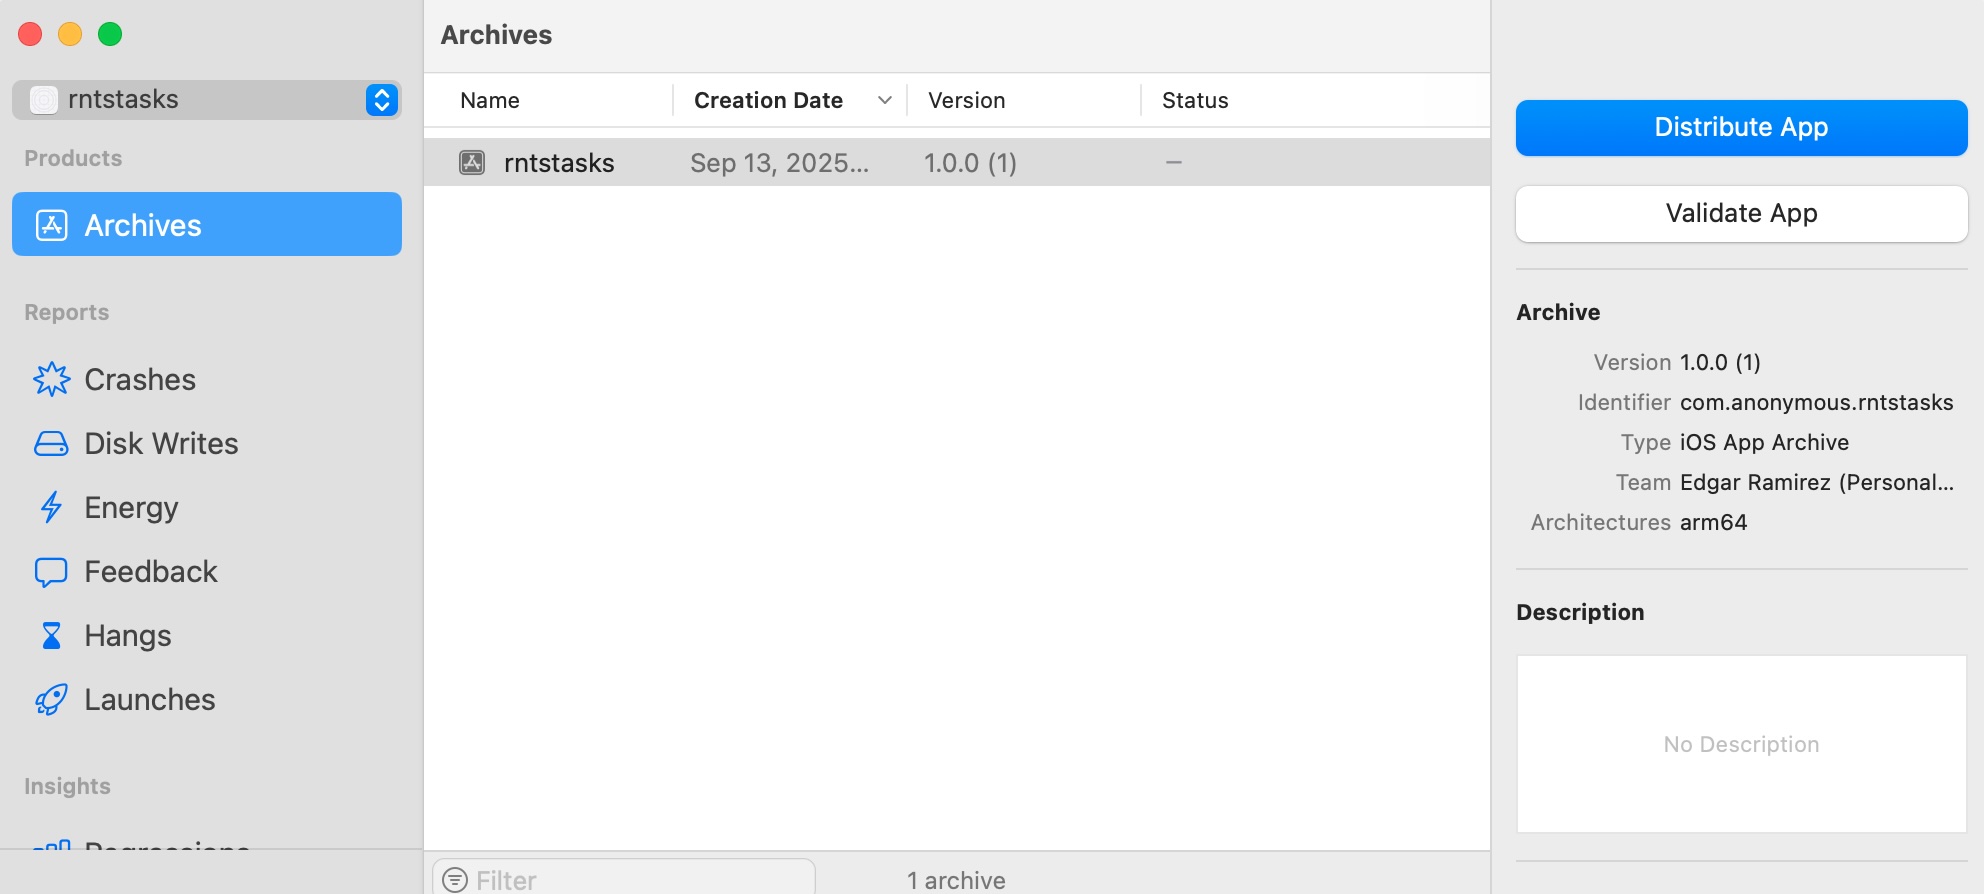 rntstasks
Products
Archives
Reports
Crashes
Disk Writes
Energy
Feedback
Hangs
Launches
Insights
Regressions
Archives
Name Creation Date Version Status
rntstasks Sep 13, 2025... 1.0.0 (1) –
Filter
1 archive
Distribute App
Validate App
Archive
Version 1.0.0 (1)
Identifier com.anonymous.rntstasks
Type iOS App Archive
Team Edgar Ramirez (Personal...
Architectures arm64
Description
No Description